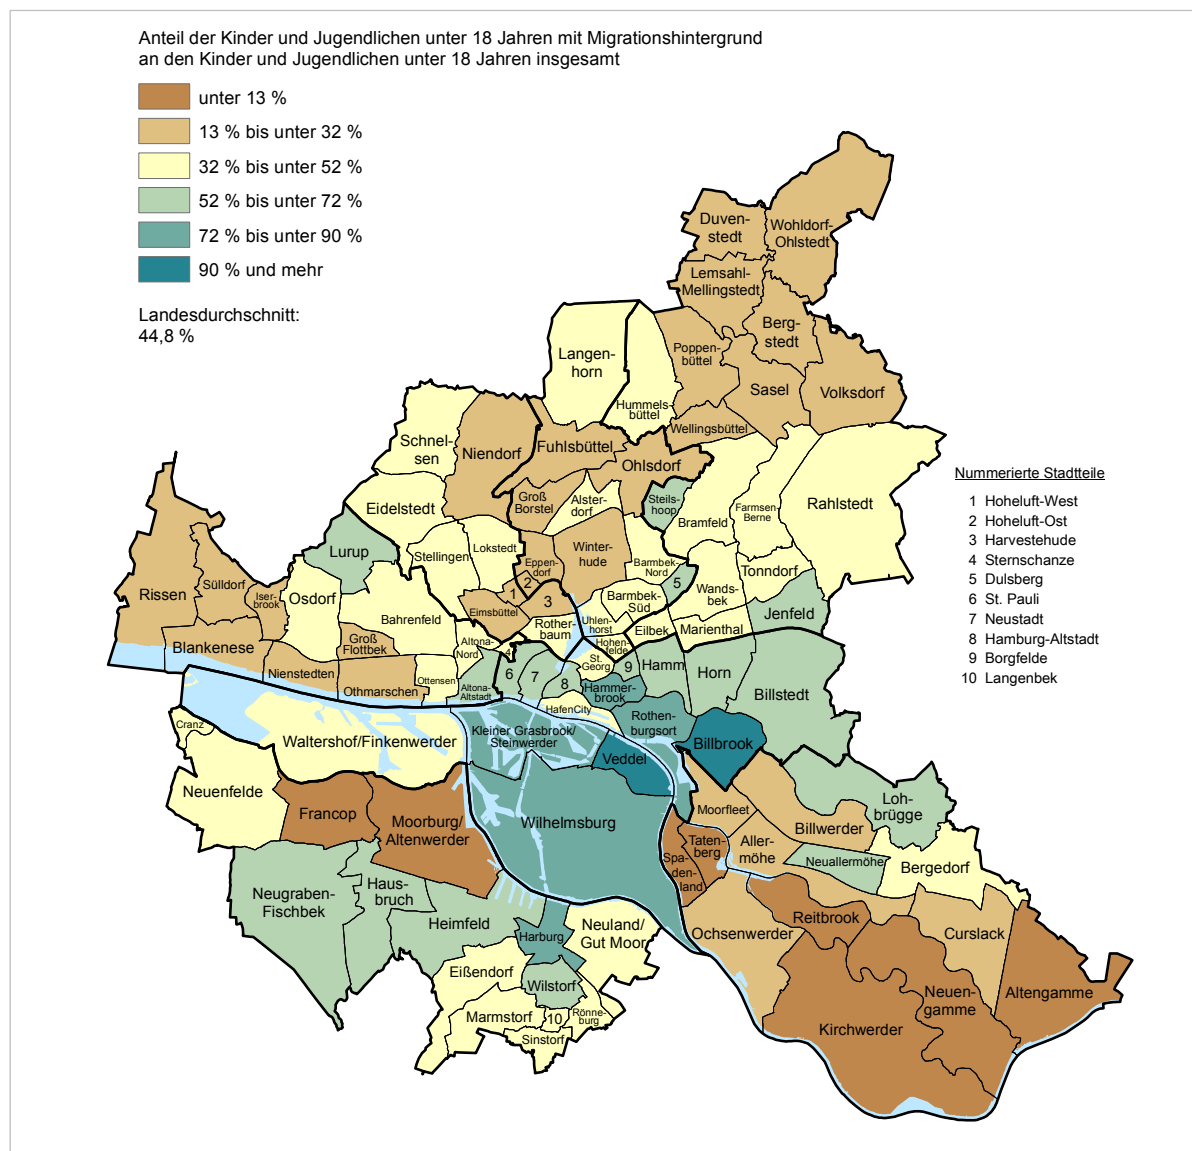 Anteil der Kinder und Jugendlichen unter 18 Jahren mit Migrationshintergrund
an den Kinder und Jugendlichen unter 18 Jahren insgesamt
unter 13 %
13 % bis unter 32 %
32 % bis unter 52 %
52 % bis unter 72 %
72 % bis unter 90 %
90 % und mehr
Landesdurchschnitt:
44,8 %
Duven-
stedt
Wohldorf-
Ohlstedt
Lemsahl-
Mellingstedt
Berg-
stedt
Poppen-
büttel
Sasel
Volksdorf
Langen-
horn
Hummels-
büttel
Wellingsbüttel
Schnel-
sen
Niendorf
Fuhlsbüttel
Ohlsdorf
Groß
Borstel
Alster-
dorf
Steils-
hoop
Bramfeld
Farmsen-
Berne
Rahlstedt
Eidelstedt
Lurup
Stellingen
Lokstedt
Eppen-
dorf
Winter-
hude
Barmbek-
Nord
5
Wands-
bek
Tonndorf
Jenfeld
Rissen
Sülldorf
Iser-
brook
Osdorf
Bahrenfeld
Eimsbüttel
1
2
3
Rother-
baum
Uhlen-
horst
Barmbek-
Süd
Eilbek
Marienthal
Hohen-
felde
Blankenese
Groß
Flottbek
Nienstedten
Othmarschen
Ottensen
Altona-
Nord
Altona-
Altstadt
4
6
7
8
St.
Georg
9
Hamm
Horn
Billstedt
Hammer-
brook
HafenCity
Rothen-
burgsort
Billbrook
Kleiner Grasbrook/
Steinwerder
Veddel
Cranz
Waltershof/Finkenwerder
Neuenfelde
Francop
Moorburg/
Altenwerder
Wilhelmsburg
Moorfleet
Billwerder
Loh-
brügge
Taten-
berg
Spa-
den-
land
Aller-
möhe
Neuallermöhe
Bergedorf
Neugraben-
Fischbek
Haus-
bruch
Heimfeld
Harburg
Neuland/
Gut Moor
Eißendorf
Wilstorf
Marmstorf
10
Rönne-
burg
Sinstorf
Ochsenwerder
Reitbrook
Curslack
Kirchwerder
Neuen-
gamme
Altengamme
Nummerierte Stadtteile
1 Hoheluft-West
2 Hoheluft-Ost
3 Harvestehude
4 Sternschanze
5 Dulsberg
6 St. Pauli
7 Neustadt
8 Hamburg-Altstadt
9 Borgfelde
10 Langenbek